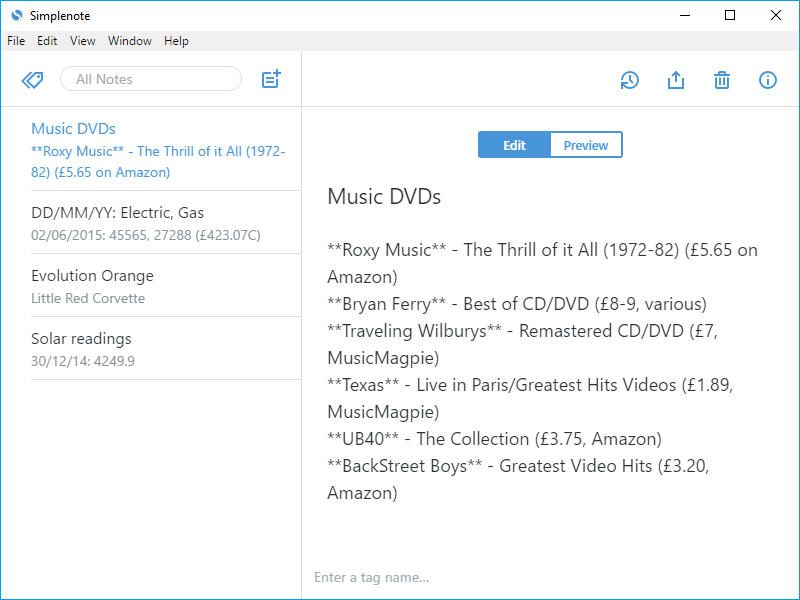 Simplenote
File Edit View Window Help
All Notes
Music DVDs
**Roxy Music** - The Thrill of it All (1972-
82) (£5.65 on Amazon)
DD/MM/YY: Electric, Gas
02/06/2015: 45565, 27288 (£423.07C)
Evolution Orange
Little Red Corvette
Solar readings
30/12/14: 4249.9
Edit Preview
Music DVDs
**Roxy Music** - The Thrill of it All (1972-82) (£5.65 on
Amazon)
**Bryan Ferry** - Best of CD/DVD (£8-9, various)
**Traveling Wilburys** - Remastered CD/DVD (£7,
MusicMagpie)
**Texas** - Live in Paris/Greatest Hits Videos (£1.89,
MusicMagpie)
**UB40** - The Collection (£3.75, Amazon)
**BackStreet Boys** - Greatest Video Hits (£3.20,
Amazon)
Enter a tag name...